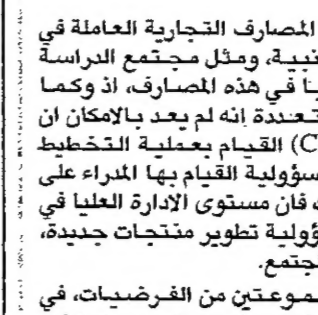 المصارف التجارية العاملة في
نبية، ومثل مجتمع الدراسة
يا في هذه المصارف، اذ وكما
تعددة إنه لم يعد بالامكان ان
C) القيام بعملية التخطيط
سؤولية القيام بها المدراء على
فان مستوى الادارة العليا في
ؤولية تطوير منتجات جديدة،
جتمع.
موعتين من الفرضيات، في